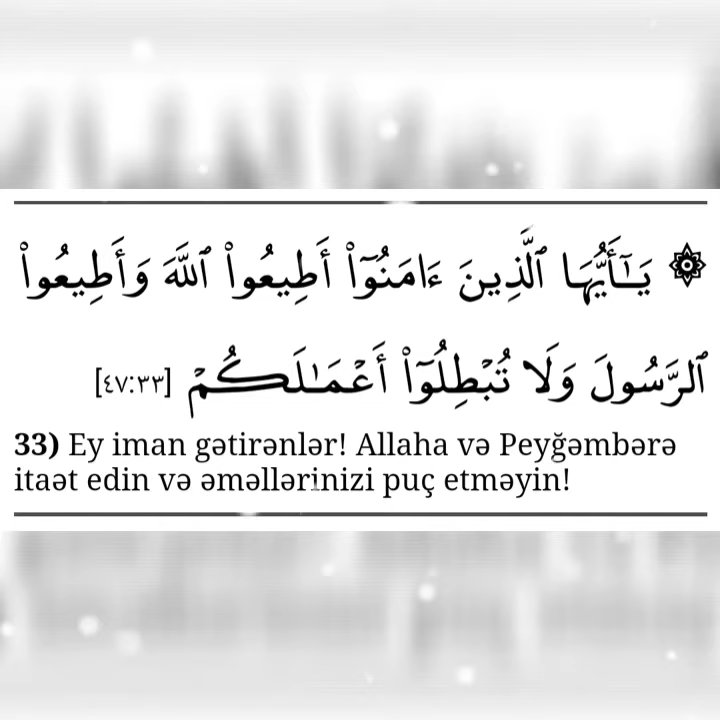 ۞ يَـٰٓأَيُّهَا ٱلَّذِينَ ءَامَنُوٓا۟ أَطِيعُوا۟ ٱللَّهَ وَأَطِيعُوا۟
ٱلرَّسُولَ وَلَا تُبْطِلُوٓا۟ أَعْمَـٰلَكُمْ [٤٧:٣٣]
33) Ey iman gətirənlər! Allaha və Peyğəmbərə
itaət edin və əməllərinizi puç etməyin!